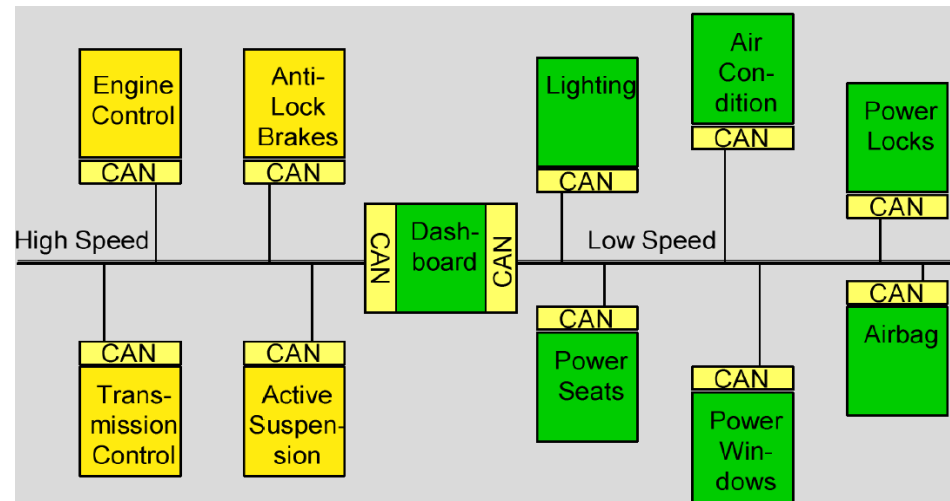 Engine
Control
CAN
Anti-
Lock
Brakes
CAN
Lighting
CAN
Air
Con-
dition
CAN
Power
Locks
CAN
High Speed
CAN
Dash-
board
CAN
Low Speed
CAN
Trans-
mission
Control
CAN
Active
Suspen-
sion
CAN
Power
Seats
CAN
Power
Win-
dows
CAN
Airbag